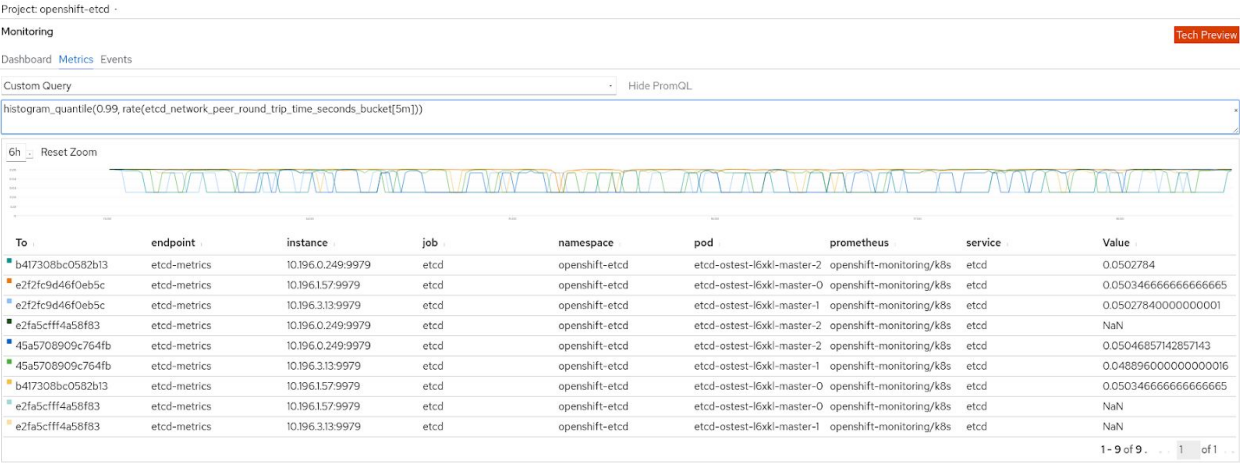 Project: openshift-etcd
Monitoring
Tech Preview
Dashboard Metrics Events
Custom Query Hide PromQL
histogram_quantile(0.99, rate(etcd_network_peer_round_trip_time_seconds_bucket[5m]))
6h Reset Zoom
To endpoint instance job namespace pod prometheus service Value
b417308bc0582b13 etcd-metrics 10.196.0.249:9979 etcd openshift-etcd etcd-ostest-l6xkl-master-2 openshift-monitoring/k8s etcd 0.0502784
e2f2fc9d46f0eb5c etcd-metrics 10.196.1.57:9979 etcd openshift-etcd etcd-ostest-l6xkl-master-0 openshift-monitoring/k8s etcd 0.050346666666666665
e2f2fc9d46f0eb5c etcd-metrics 10.196.3.13:9979 etcd openshift-etcd etcd-ostest-l6xkl-master-1 openshift-monitoring/k8s etcd 0.05027840000000001
e2fa5cfff4a58f83 etcd-metrics 10.196.0.249:9979 etcd openshift-etcd etcd-ostest-l6xkl-master-2 openshift-monitoring/k8s etcd NaN
45a5708909c764fb etcd-metrics 10.196.0.249:9979 etcd openshift-etcd etcd-ostest-l6xkl-master-2 openshift-monitoring/k8s etcd 0.05046857142857143
45a5708909c764fb etcd-metrics 10.196.3.13:9979 etcd openshift-etcd etcd-ostest-l6xkl-master-1 openshift-monitoring/k8s etcd 0.048896000000000016
b417308bc0582b13 etcd-metrics 10.196.1.57:9979 etcd openshift-etcd etcd-ostest-l6xkl-master-0 openshift-monitoring/k8s etcd 0.050346666666666665
e2fa5cfff4a58f83 etcd-metrics 10.196.1.57:9979 etcd openshift-etcd etcd-ostest-l6xkl-master-0 openshift-monitoring/k8s etcd NaN
e2fa5cfff4a58f83 etcd-metrics 10.196.3.13:9979 etcd openshift-etcd etcd-ostest-l6xkl-master-1 openshift-monitoring/k8s etcd NaN
1 - 9 of 9 1 of 1